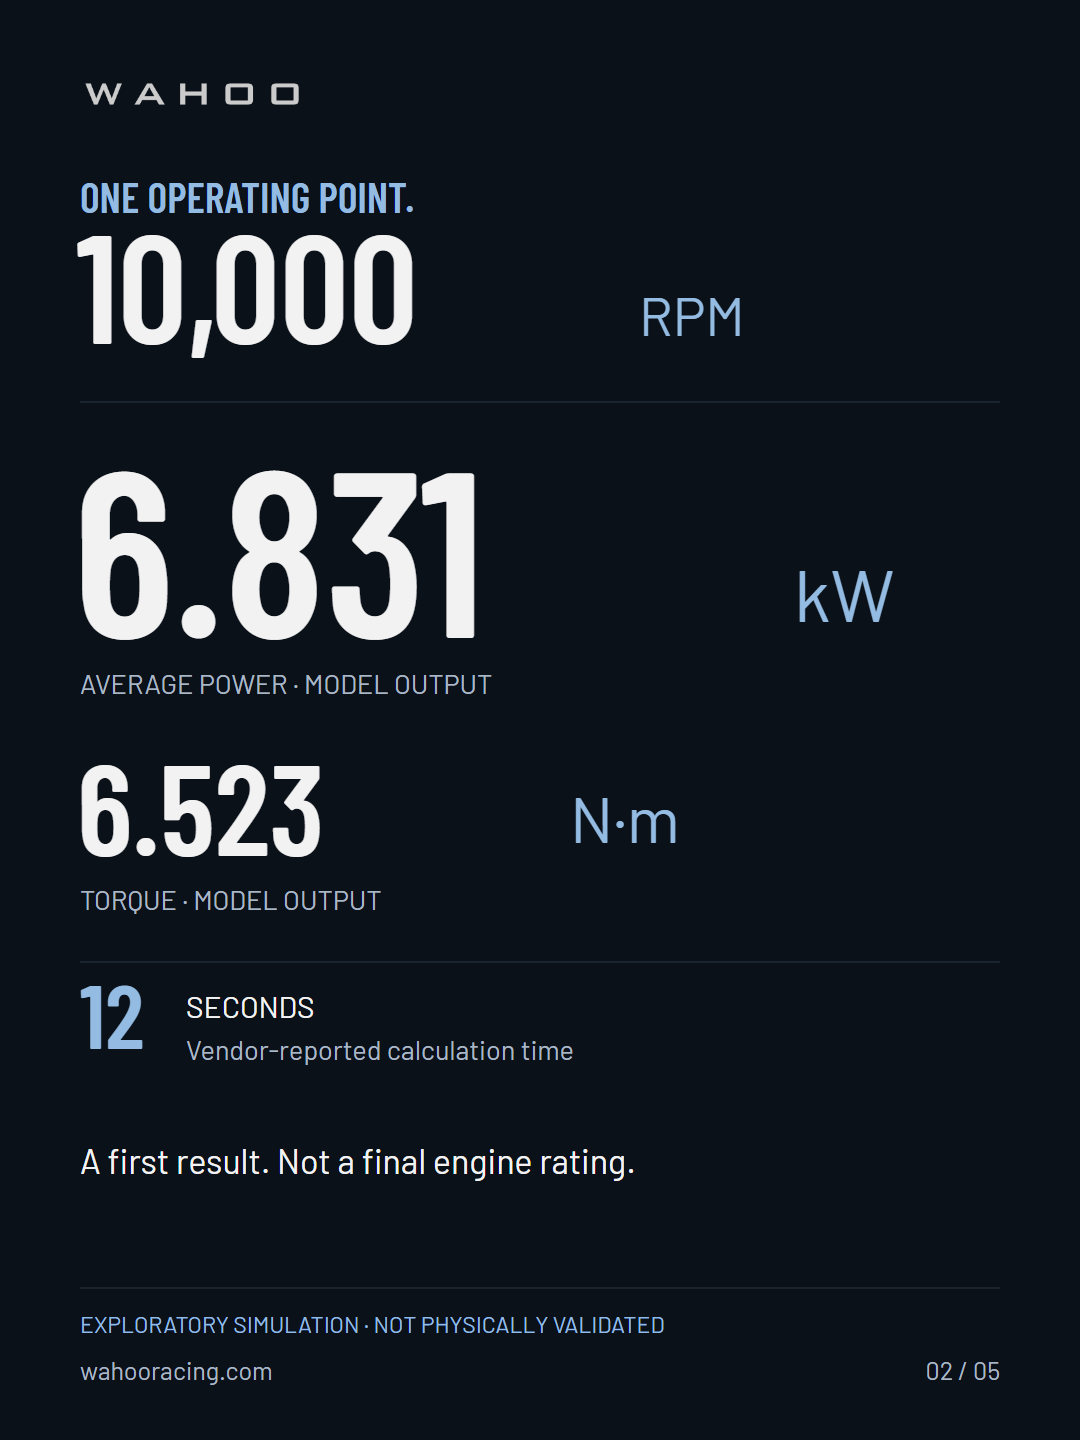 WAHOO
ONE OPERATING POINT.
10,000 RPM
6.831 kW
AVERAGE POWER · MODEL OUTPUT
6.523 N·m
TORQUE · MODEL OUTPUT
12 SECONDS
Vendor-reported calculation time
A first result. Not a final engine rating.
EXPLORATORY SIMULATION · NOT PHYSICALLY VALIDATED
wahooracing.com 02 / 05